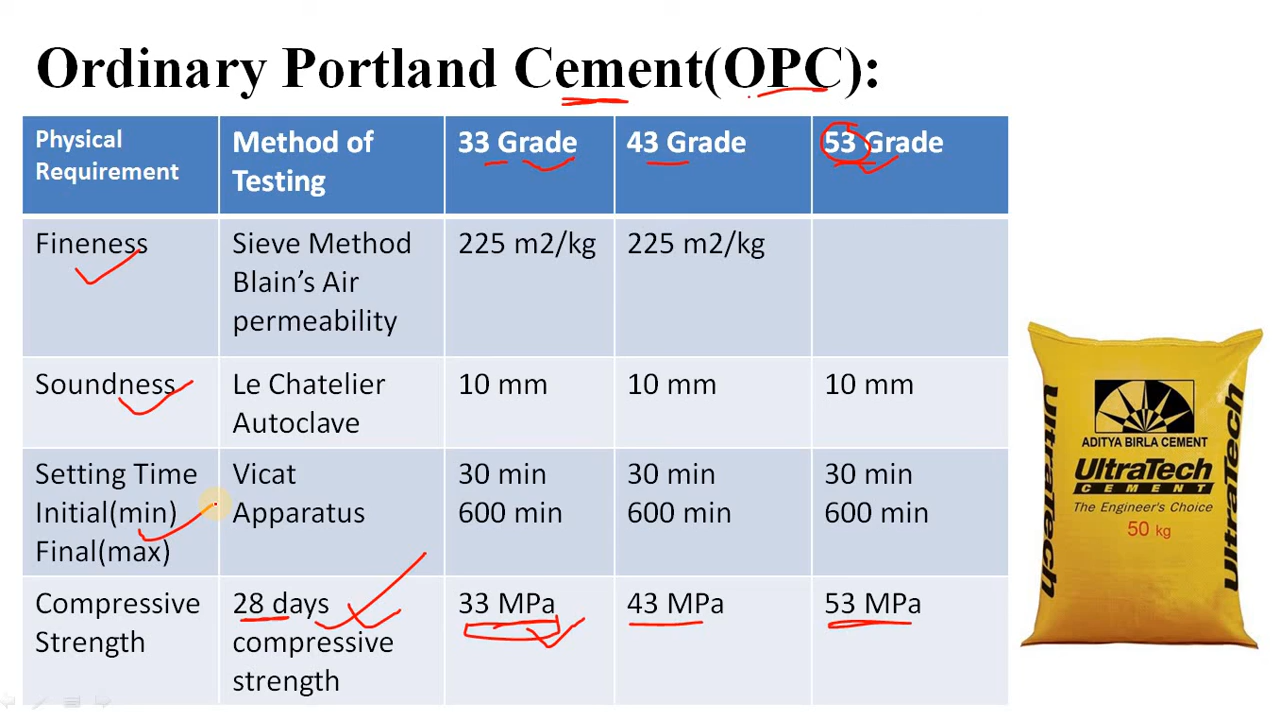 Ordinary Portland Cement(OPC):
Physical Requirement
Method of Testing
33 Grade
43 Grade
53 Grade
Fineness
Sieve Method
Blain's Air permeability
225 m2/kg
225 m2/kg
Soundness
Le Chatelier
Autoclave
10 mm
10 mm
10 mm
Setting Time
Initial(min)
Final(max)
Vicat
Apparatus
30 min
600 min
30 min
600 min
30 min
600 min
Compressive
Strength
28 days
compressive
strength
33 MPa
43 MPa
53 MPa
ADITYA BIRLA CEMENT
UltraTech
CEMENT
The Engineer's Choice
50 kg
UltraTech
UltraTech